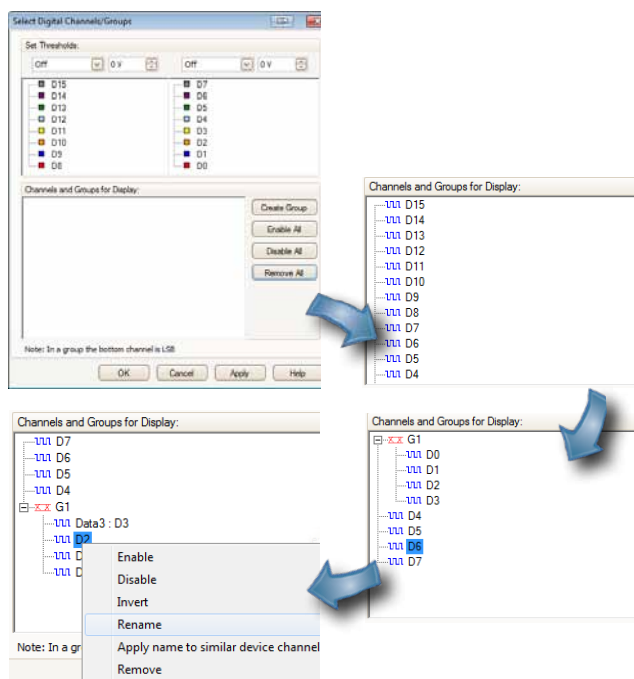 Select Digital Channels/Groups
Set Thresholds:
Off 0 V Off 0 V
D15 D7
D14 D6
D13 D5
D12 D4
D11 D3
D10 D2
D9 D1
D8 D0
Channels and Groups for Display:
Create Group
Enable All
Disable All
Remove All
Note: In a group the bottom channel is LSB
OK Cancel Apply Help
Channels and Groups for Display:
D15
D14
D13
D12
D11
D10
D9
D8
D7
D6
D5
D4
Channels and Groups for Display:
G1
D0
D1
D2
D3
D4
D5
D6
D7
Channels and Groups for Display:
D7
D6
D5
D4
G1
Data3 : D3
D2
D
D
Enable
Disable
Invert
Rename
Apply name to similar device channel
Remove
Note: In a gr